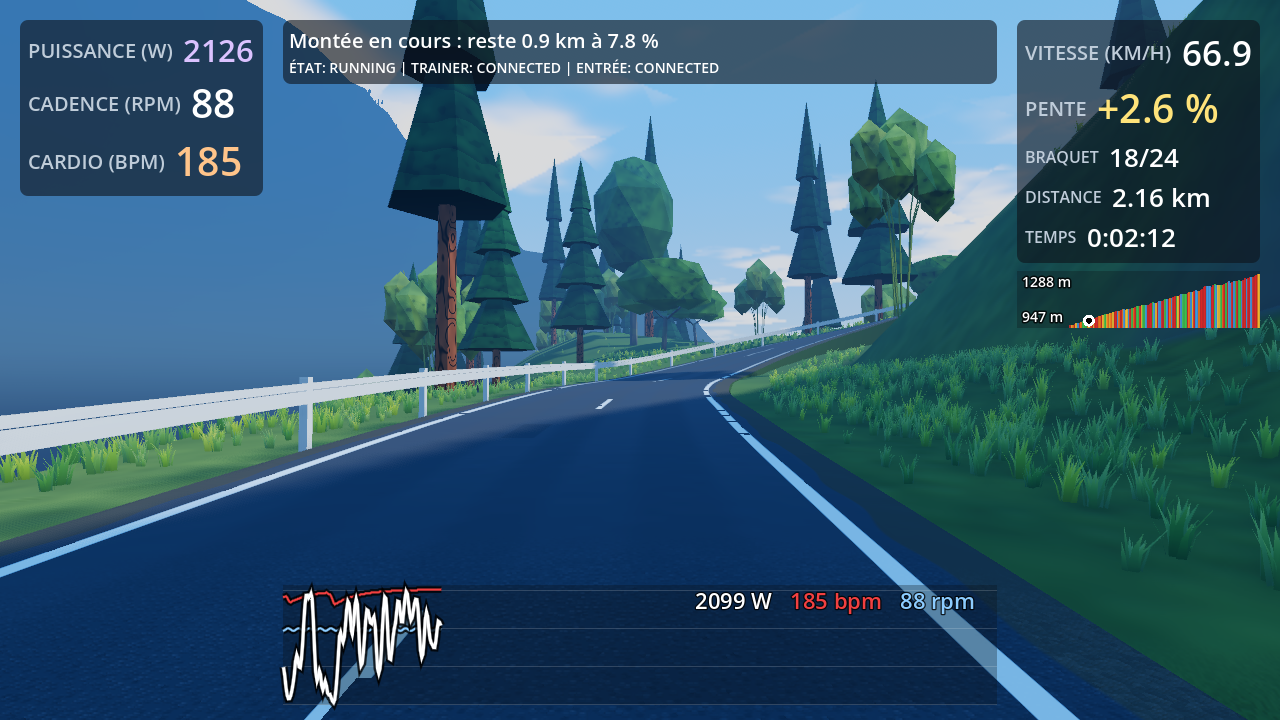 PUISSANCE (W) 2126
CADENCE (RPM) 88
CARDIO (BPM) 185
Montée en cours : reste 0.9 km à 7.8 %
ÉTAT: RUNNING | TRAINER: CONNECTED | ENTRÉE: CONNECTED
VITESSE (KM/H) 66.9
PENTE +2.6 %
BRAQUET 18/24
DISTANCE 2.16 km
TEMPS 0:02:12
1288 m
947 m
2099 W 185 bpm 88 rpm